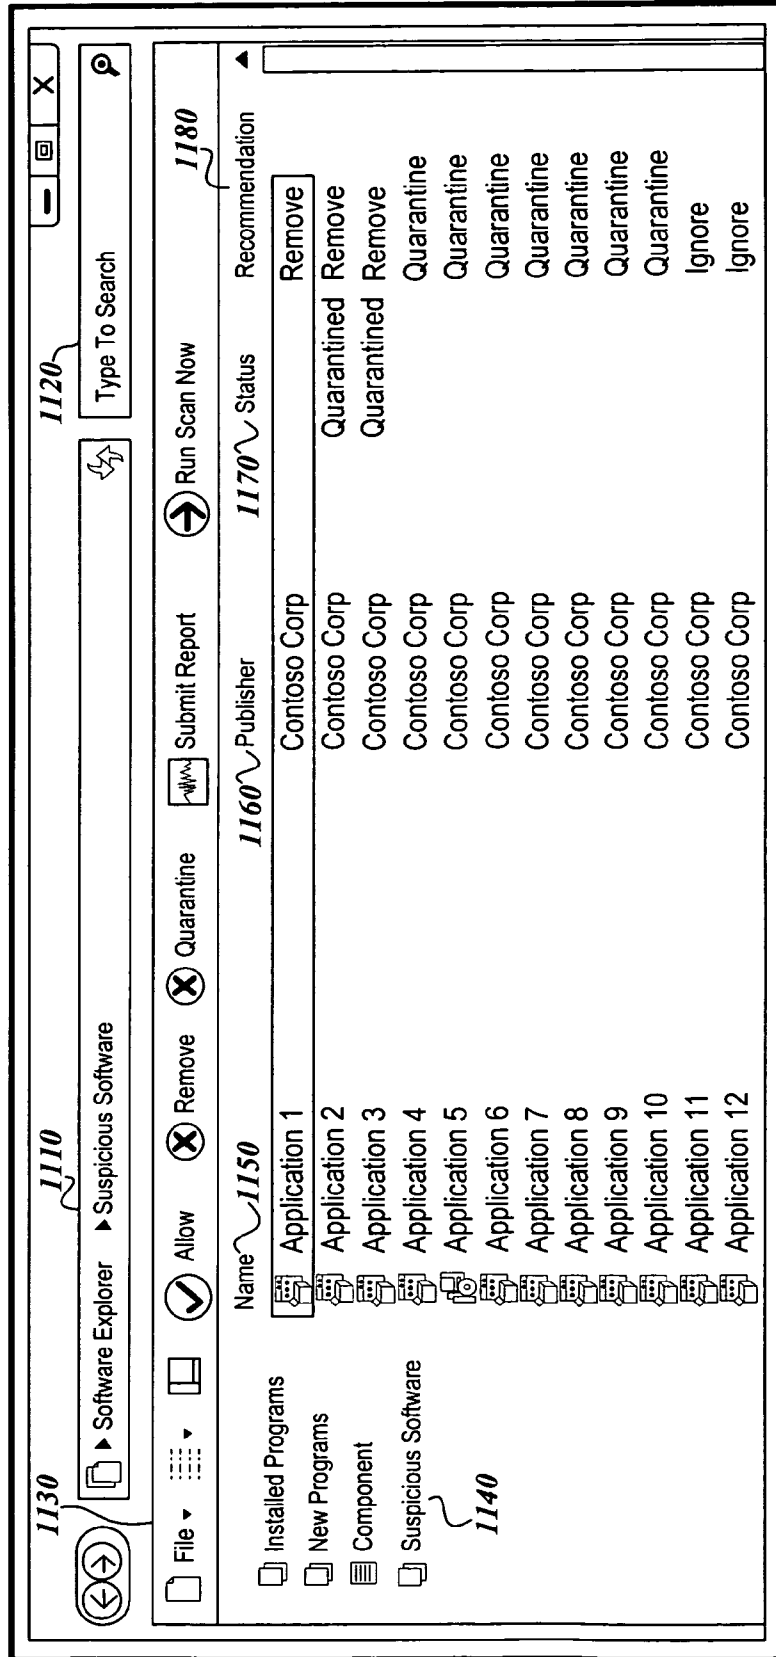 1130
1110
1120
Software Explorer Suspicious Software
Type To Search
File Allow Remove Quarantine Submit Report Run Scan Now
Installed Programs
New Programs
Component
Suspicious Software
1140
Name 1150 1160 Publisher 1170 Status Recommendation 1180
Application 1 Contoso Corp Remove
Application 2 Contoso Corp Quarantined Remove
Application 3 Contoso Corp Quarantined Remove
Application 4 Contoso Corp Quarantine
Application 5 Contoso Corp Quarantine
Application 6 Contoso Corp Quarantine
Application 7 Contoso Corp Quarantine
Application 8 Contoso Corp Quarantine
Application 9 Contoso Corp Quarantine
Application 10 Contoso Corp Quarantine
Application 11 Contoso Corp Ignore
Application 12 Contoso Corp Ignore